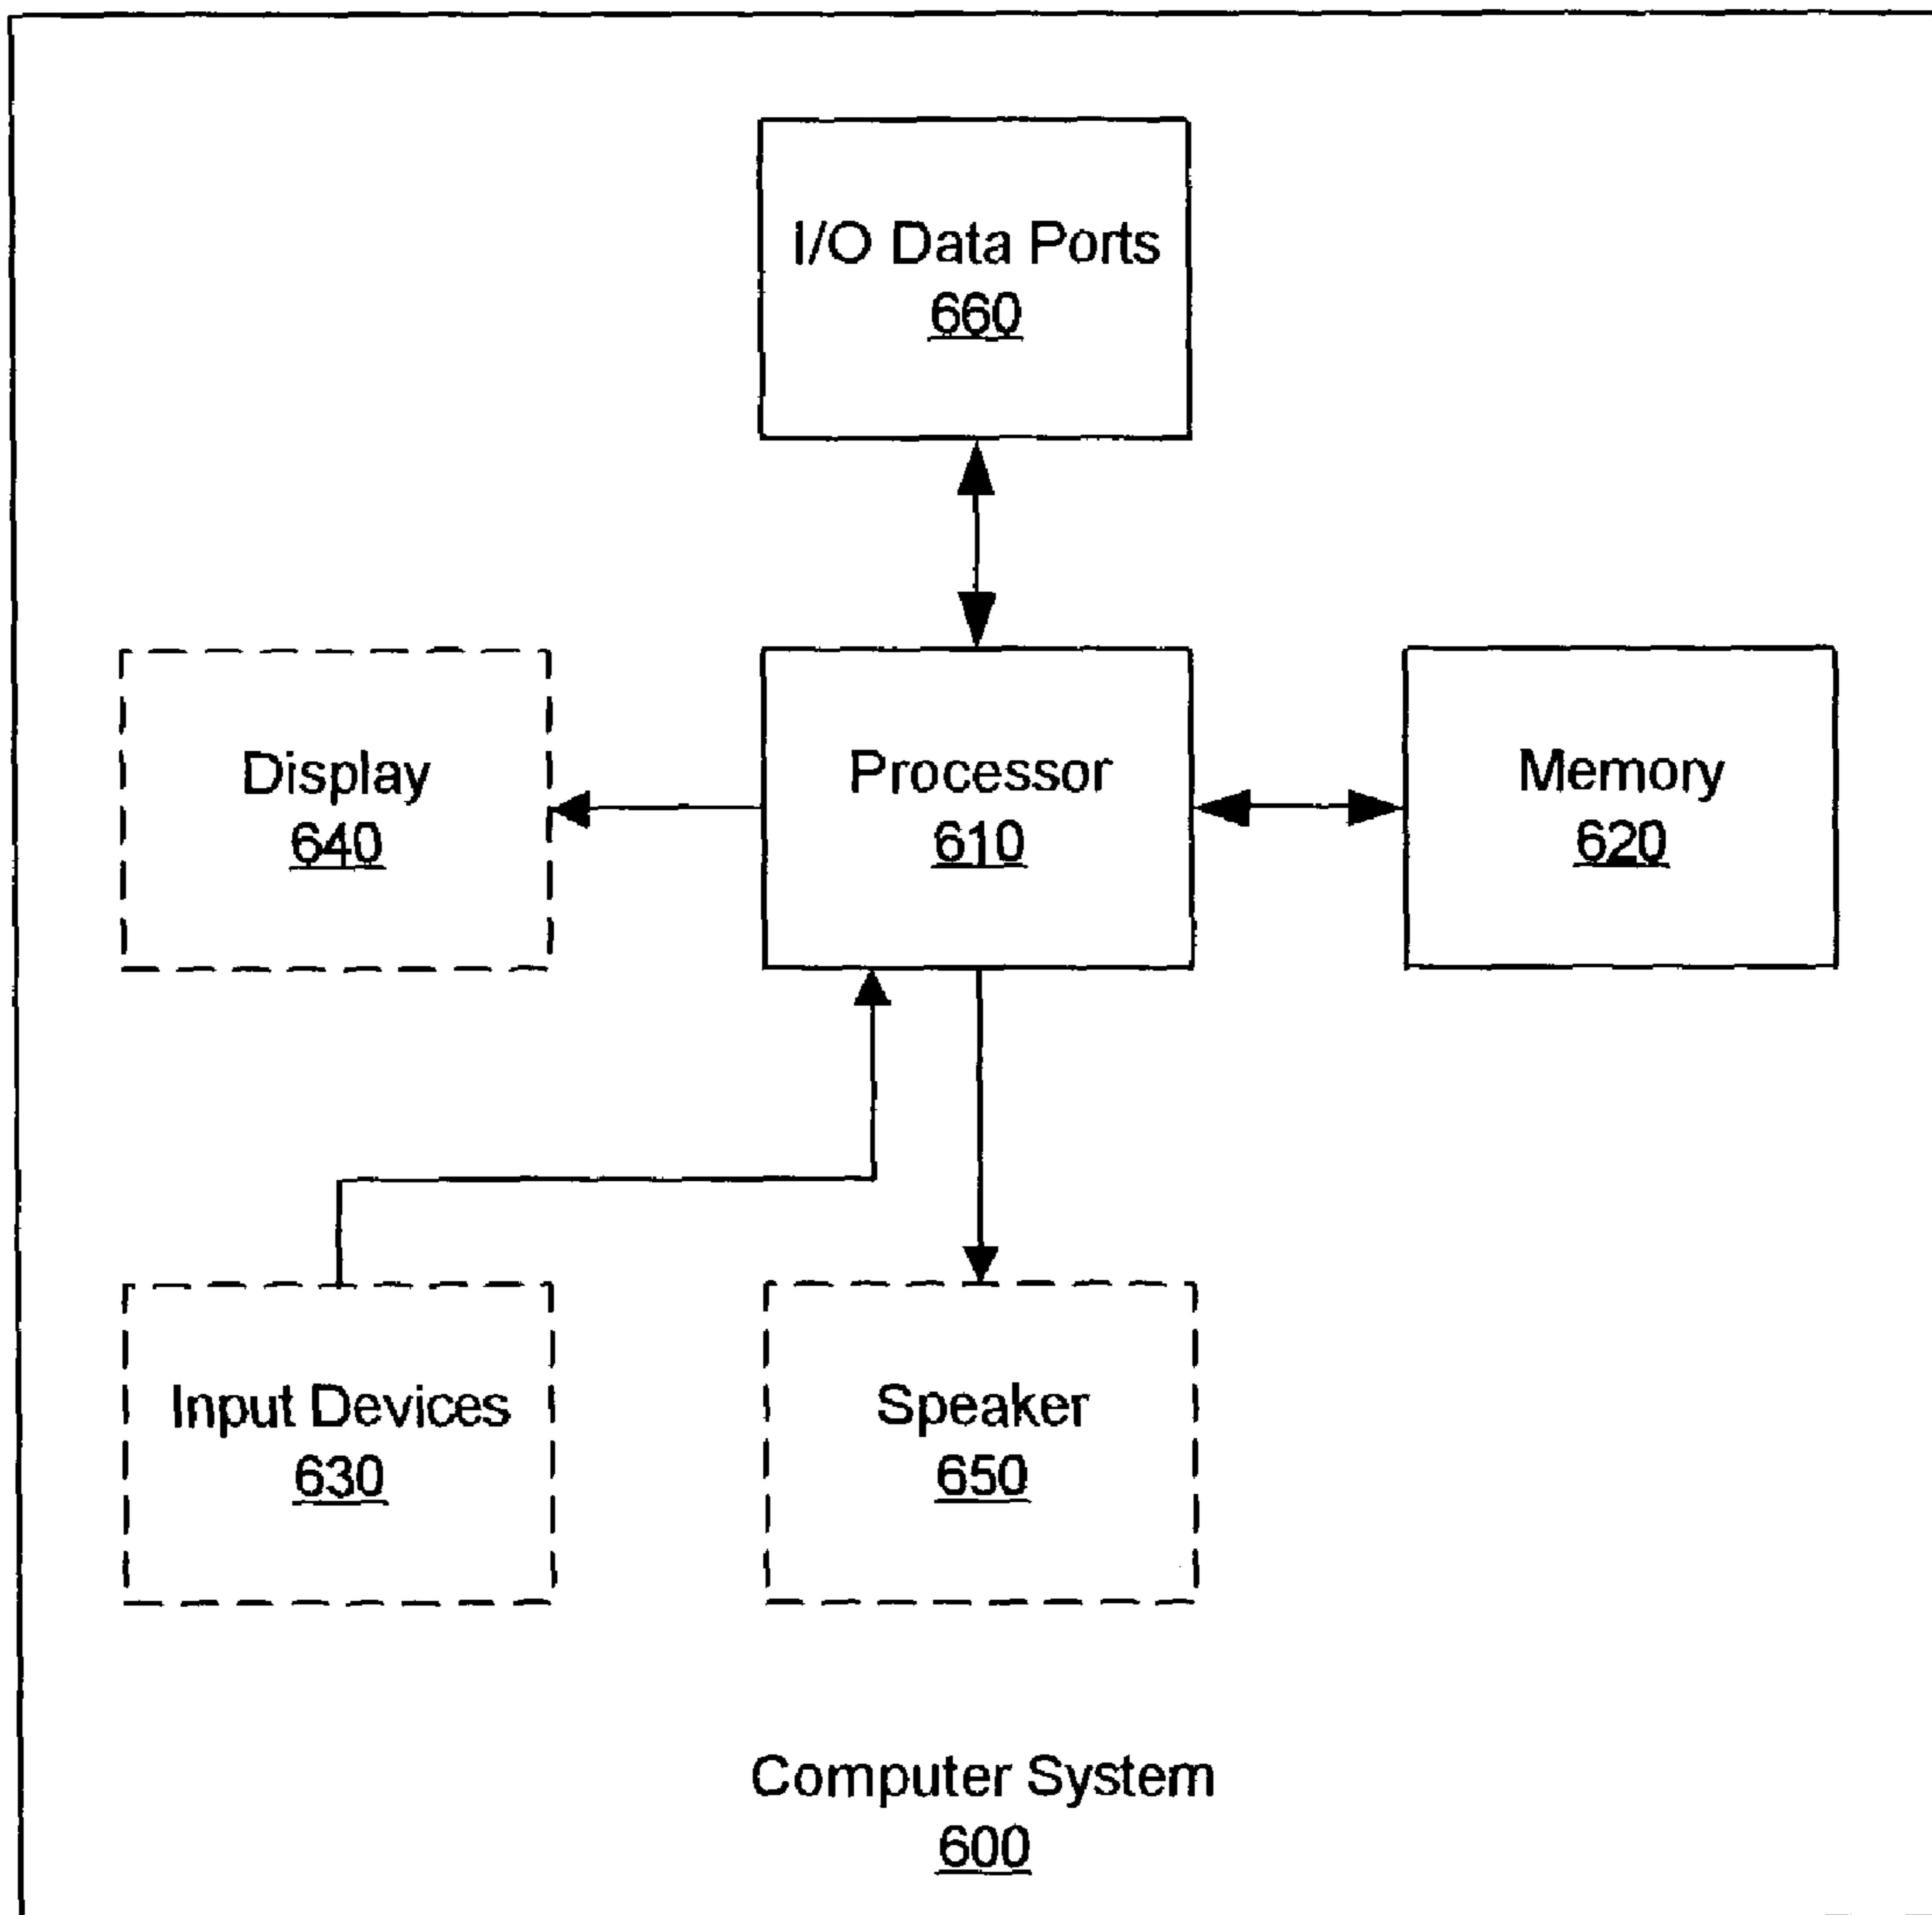 I/O Data Ports
660
Display
640
Processor
610
Memory
620
Input Devices
630
Speaker
650
Computer System
600